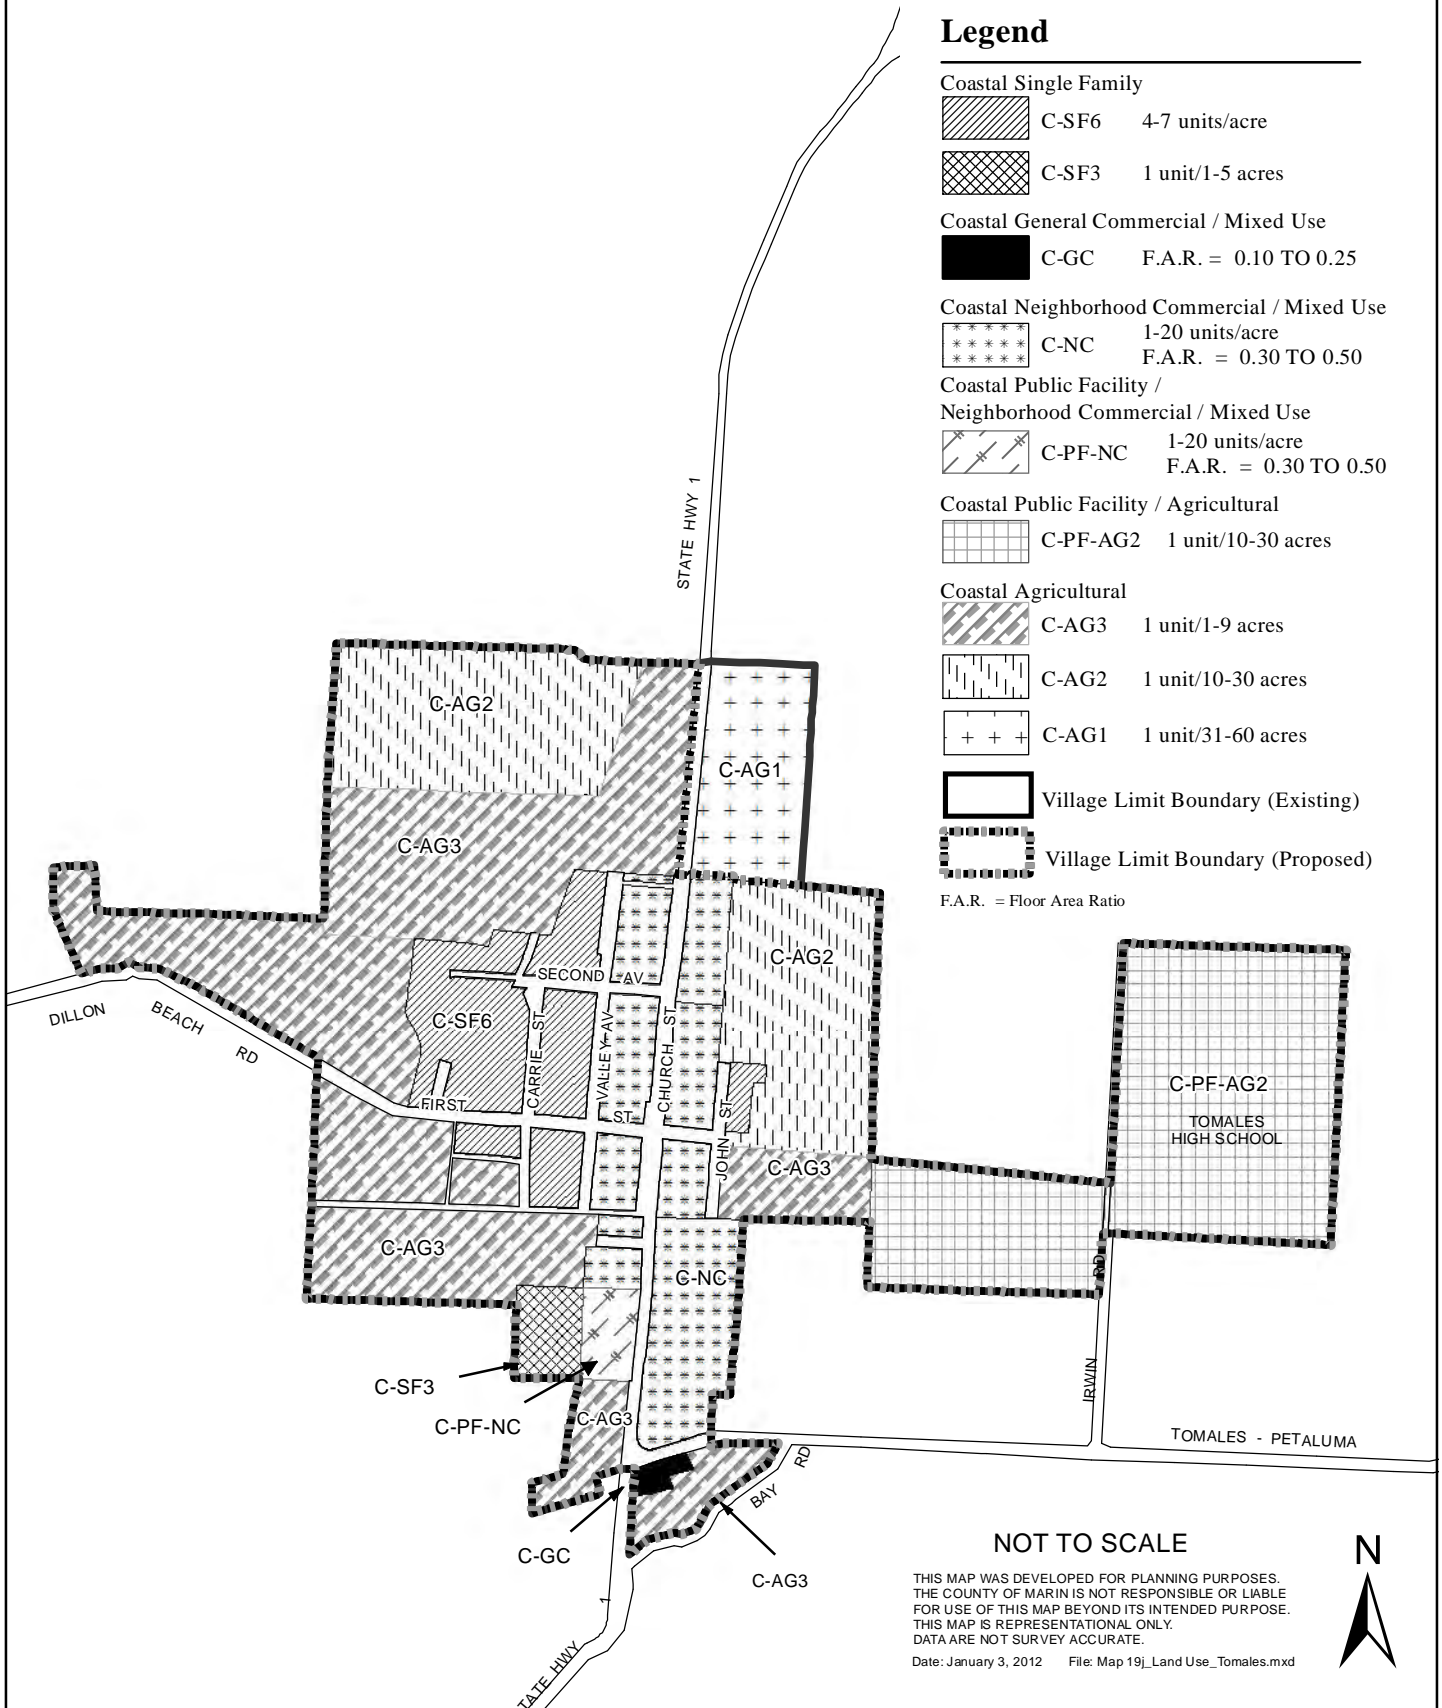 Legend
Coastal Single Family
C-SF6 4-7 units/acre
C-SF3 1 unit/1-5 acres
Coastal General Commercial / Mixed Use
C-GC F.A.R. = 0.10 TO 0.25
Coastal Neighborhood Commercial / Mixed Use
C-NC 1-20 units/acre
F.A.R. = 0.30 TO 0.50
Coastal Public Facility /
Neighborhood Commercial / Mixed Use
C-PF-NC 1-20 units/acre
F.A.R. = 0.30 TO 0.50
Coastal Public Facility / Agricultural
C-PF-AG2 1 unit/10-30 acres
Coastal Agricultural
C-AG3 1 unit/1-9 acres
C-AG2 1 unit/10-30 acres
C-AG1 1 unit/31-60 acres
Village Limit Boundary (Existing)
Village Limit Boundary (Proposed)
F.A.R. = Floor Area Ratio
STATE HWY 1
C-AG2
C-AG1
C-AG3
C-AG2
SECOND AV
DILLON BEACH RD
C-SF6
CARRIE ST
VALLEY AV
CHURCH ST
FIRST ST
JOHN ST
C-AG3
C-PF-AG2
TOMALES
HIGH SCHOOL
C-AG3
C-NC
IRWIN RD
C-SF3
C-PF-NC
C-AG3
TOMALES - PETALUMA
RD
BAY
C-GC
C-AG3
TATE HWY 1
NOT TO SCALE
N
THIS MAP WAS DEVELOPED FOR PLANNING PURPOSES.
THE COUNTY OF MARIN IS NOT RESPONSIBLE OR LIABLE
FOR USE OF THIS MAP BEYOND ITS INTENDED PURPOSE.
THIS MAP IS REPRESENTATIONAL ONLY.
DATA ARE NOT SURVEY ACCURATE.
Date: January 3, 2012 File: Map 19j_Land Use_Tomales.mxd